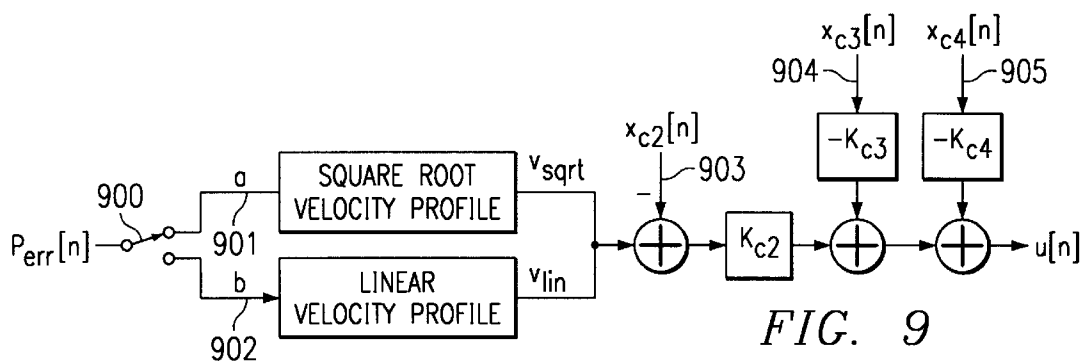 x_c3[n] x_c4[n]
904 905
x_c2[n] -K_c3 -K_c4
903
a SQUARE ROOT VELOCITY PROFILE v_sqrt
900
901
P_err[n]
-
K_c2
u[n]
b LINEAR VELOCITY PROFILE v_lin
902
FIG. 9